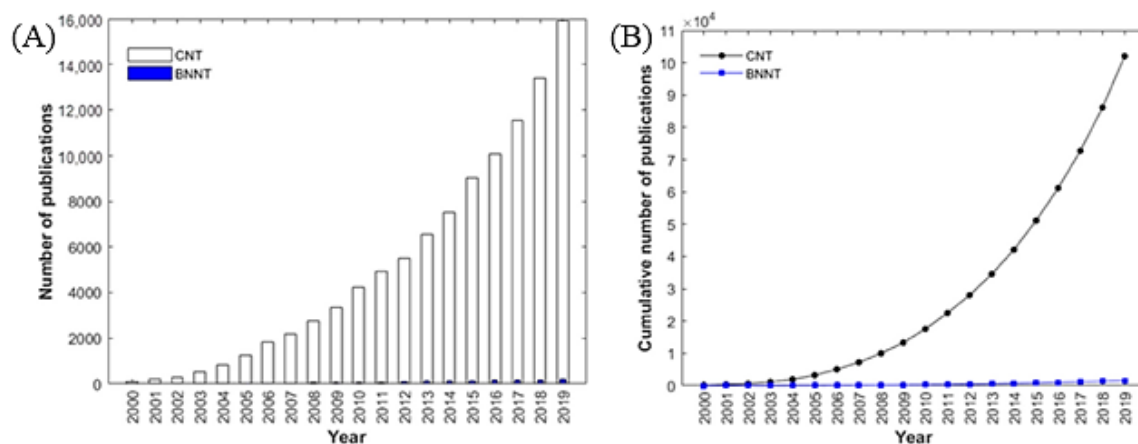 (A)
Number of publications
16,000
14,000
12,000
10,000
8000
6000
4000
2000
0
CNT
BNNT
2000 2001 2002 2003 2004 2005 2006 2007 2008 2009 2010 2011 2012 2013 2014 2015 2016 2017 2018 2019
Year
(B)
Cumulative number of publications
×10⁴
11
10
9
8
7
6
5
4
3
2
1
0
CNT
BNNT
2000 2001 2002 2003 2004 2005 2006 2007 2008 2009 2010 2011 2012 2013 2014 2015 2016 2017 2018 2019
Year